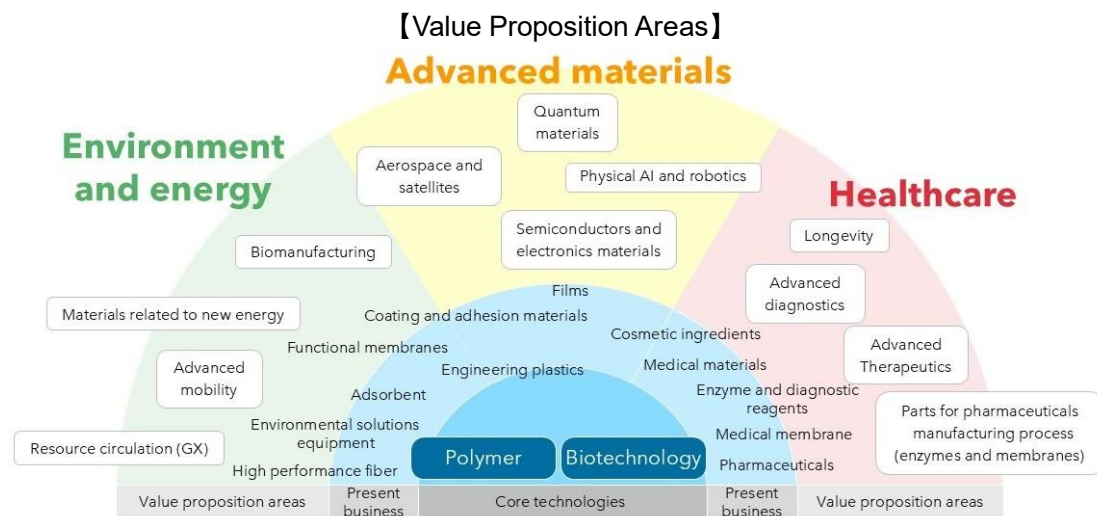 【Value Proposition Areas】
Advanced materials
Quantum
materials
Environment
and energy
Aerospace and
satellites
Physical AI and robotics
Healthcare
Semiconductors and
electronics materials
Longevity
Biomanufacturing
Advanced
diagnostics
Films
Materials related to new energy
Coating and adhesion materials
Cosmetic ingredients
Advanced
Therapeutics
Functional membranes
Medical materials
Advanced
mobility
Engineering plastics
Adsorbent
Enzyme and diagnostic
reagents
Parts for pharmaceuticals
manufacturing process
(enzymes and membranes)
Environmental solutions
equipment
Medical membrane
Resource circulation (GX)
Polymer
Biotechnology
High performance fiber
Pharmaceuticals
Value proposition areas
Present
business
Core technologies
Present
business
Value proposition areas